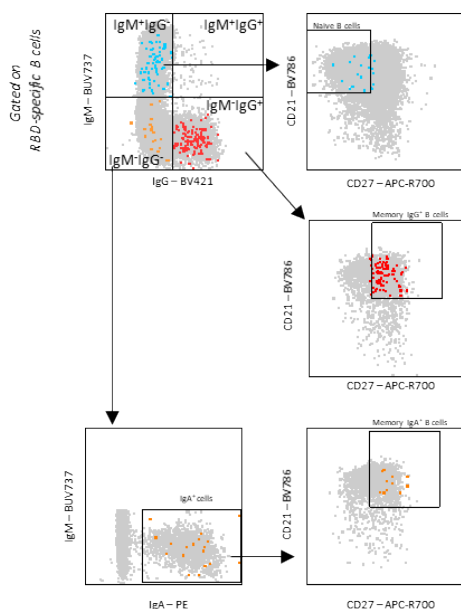 Gated on
RBD-specific B cells
IgM – BUV737
IgM⁺IgG⁻
IgM⁺IgG⁺
IgM⁻IgG⁺
IgM⁻IgG⁻
IgG – BV421
CD21 – BV786
Naive B cells
CD27 – APC-R700
CD21 – BV786
Memory IgG⁺ B cells
CD27 – APC-R700
IgM – BUV737
IgA⁺ cells
IgA – PE
CD21 – BV786
Memory IgA⁺ B cells
CD27 – APC-R700